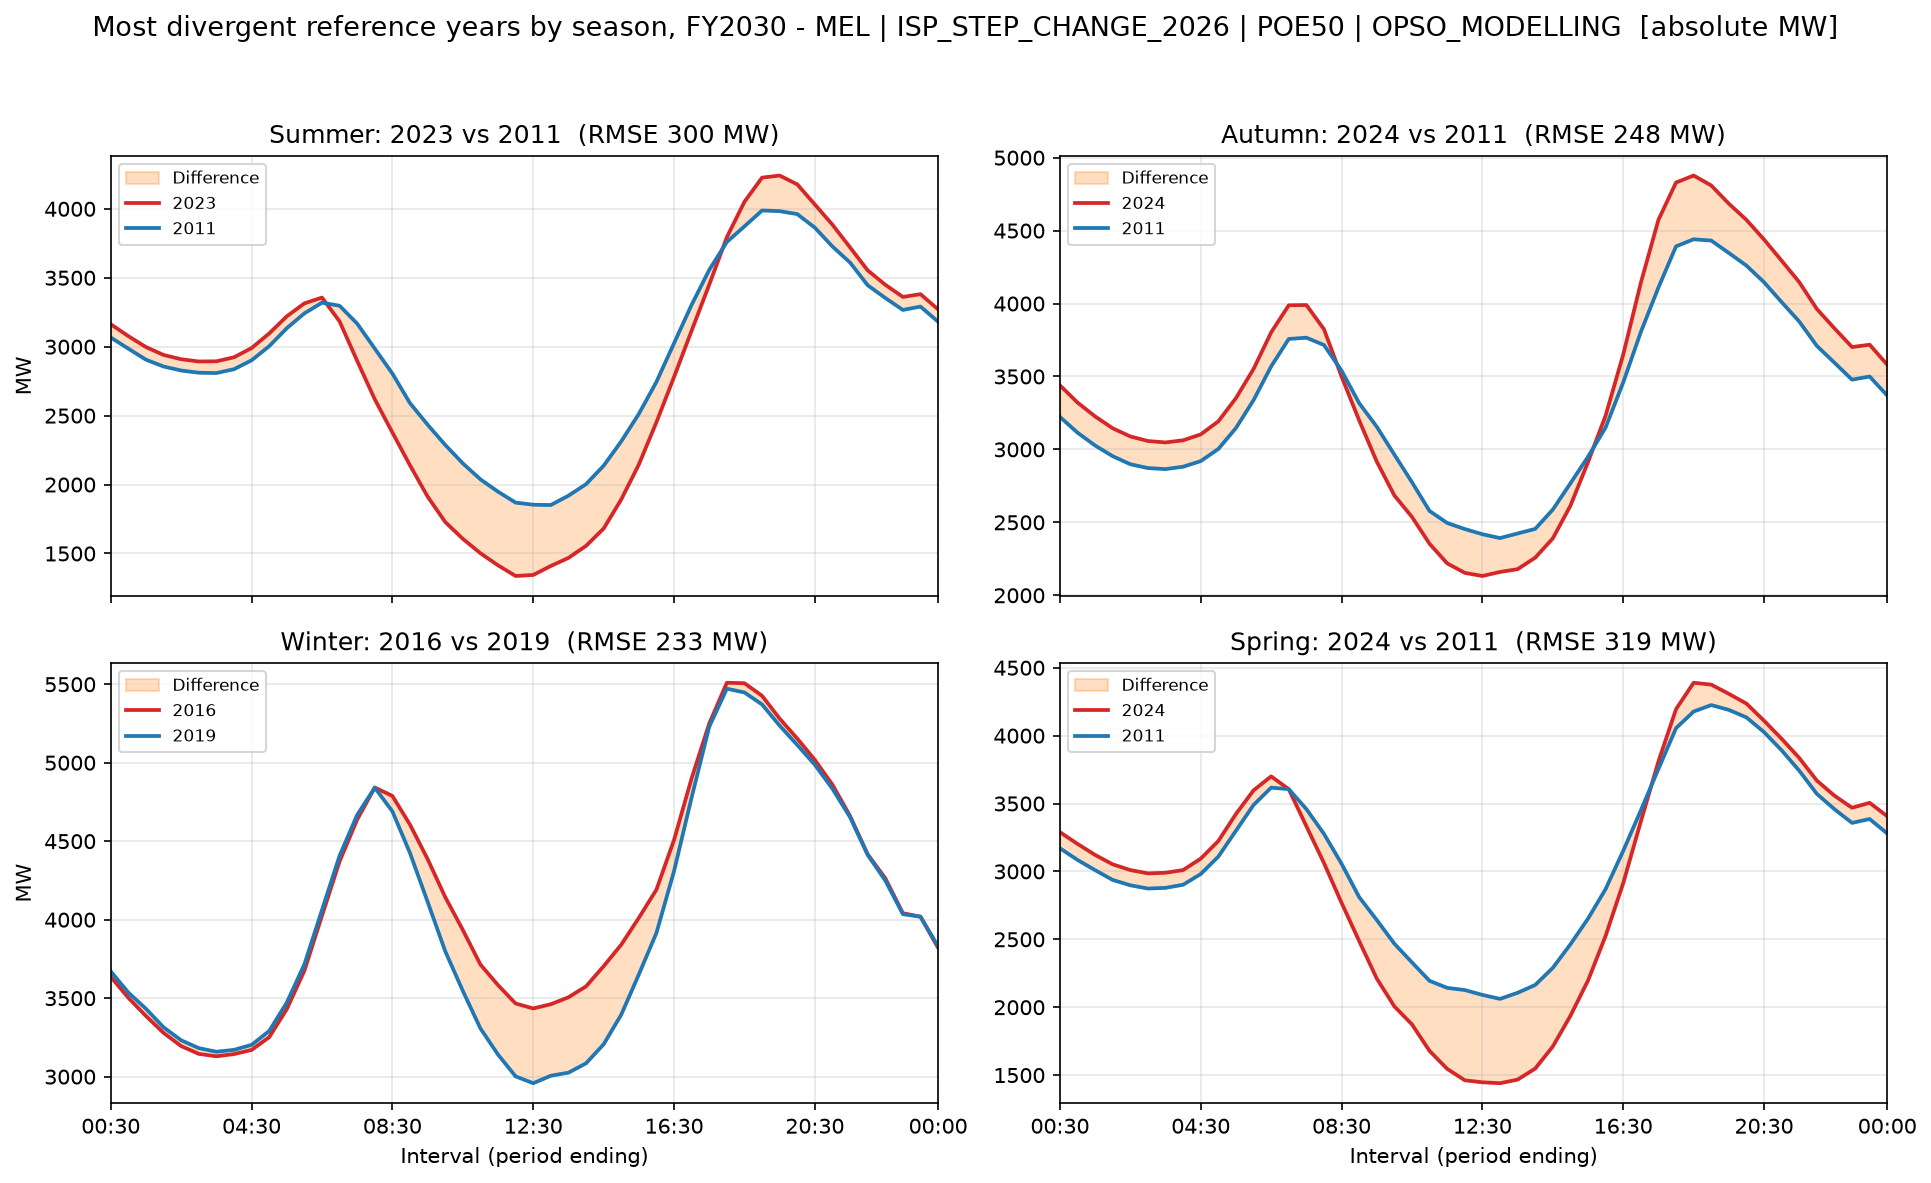 Most divergent reference years by season, FY2030 - MEL | ISP_STEP_CHANGE_2026 | POE50 | OPSO_MODELLING  [absolute MW]
Summer: 2023 vs 2011  (RMSE 300 MW)
Difference
2023
2011
MW
4000
3500
3000
2500
2000
1500
Autumn: 2024 vs 2011  (RMSE 248 MW)
Difference
2024
2011
5000
4500
4000
3500
3000
2500
2000
Winter: 2016 vs 2019  (RMSE 233 MW)
Difference
2016
2019
MW
5500
5000
4500
4000
3500
3000
00:30 04:30 08:30 12:30 16:30 20:30 00:00
Interval (period ending)
Spring: 2024 vs 2011  (RMSE 319 MW)
Difference
2024
2011
4500
4000
3500
3000
2500
2000
1500
00:30 04:30 08:30 12:30 16:30 20:30 00:00
Interval (period ending)